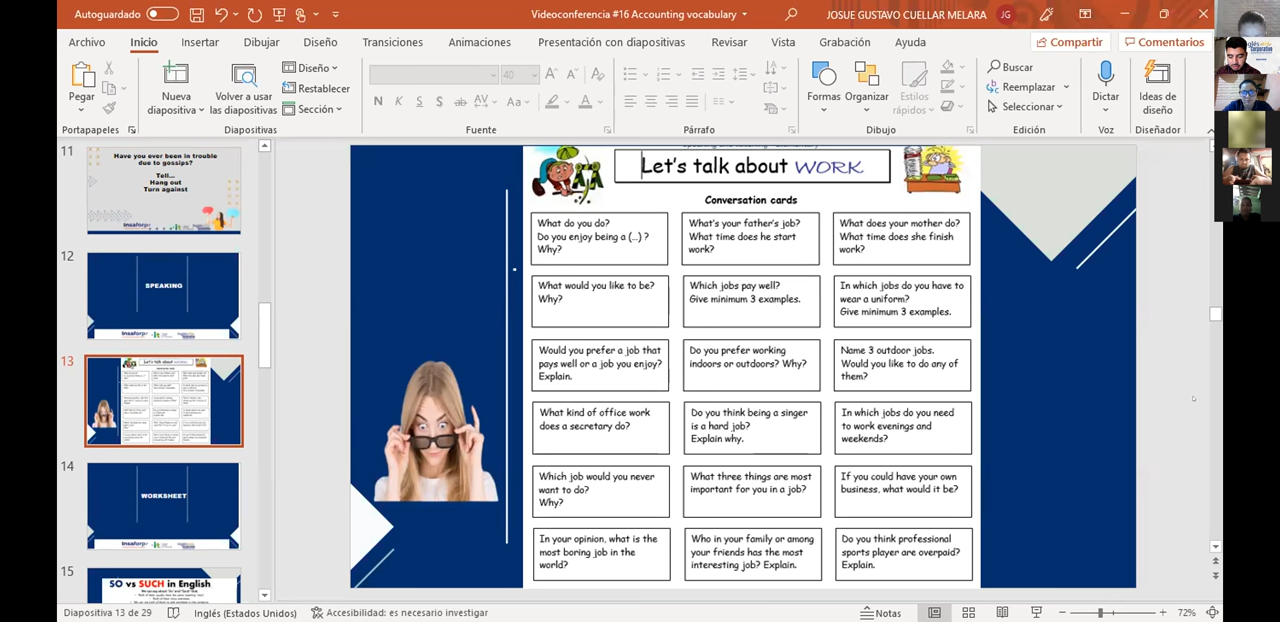 Autoguardado
Videoconferencia #16 Accounting vocabulary
JOSUE GUSTAVO CUELLAR MELARA
JG
Archivo Inicio Insertar Dibujar Diseño Transiciones Animaciones Presentación con diapositivas Revisar Vista Grabación Ayuda
Compartir
Comentarios
Pegar
Portapapeles
Nueva
diapositiva
Volver a usar
las diapositivas
Diseño
Restablecer
Sección
Diapositivas
40
N K S S ab AV Aa A
Fuente
Párrafo
Formas
Organizar
Estilos
rápidos
Dibujo
Buscar
Reemplazar
Seleccionar
Edición
Dictar
Voz
Ideas de
diseño
Diseñador
11
Have you ever been in trouble
due to gossips?
Tell...
Hang out
Turn against
Insaforp
12
SPEAKING
Insaforp
13
14
WORKSHEET
Insaforp
15
SO vs SUCH in English
Let's talk about WORK
Conversation cards
What do you do?
Do you enjoy being a (...) ?
Why?
What's your father's job?
What time does he start
work?
What does your mother do?
What time does she finish
work?
What would you like to be?
Why?
Which jobs pay well?
Give minimum 3 examples.
In which jobs do you have to
wear a uniform?
Give minimum 3 examples.
Would you prefer a job that
pays well or a job you enjoy?
Explain.
Do you prefer working
indoors or outdoors? Why?
Name 3 outdoor jobs.
Would you like to do any of
them?
What kind of office work
does a secretary do?
Do you think being a singer
is a hard job?
Explain why.
In which jobs do you need
to work evenings and
weekends?
Which job would you never
want to do?
Why?
What three things are most
important for you in a job?
If you could have your own
business, what would it be?
In your opinion, what is the
most boring job in the
world?
Who in your family or among
your friends has the most
interesting job? Explain.
Do you think professional
sports player are overpaid?
Explain.
Diapositiva 13 de 29
Inglés (Estados Unidos)
Accesibilidad: es necesario investigar
Notas
72%